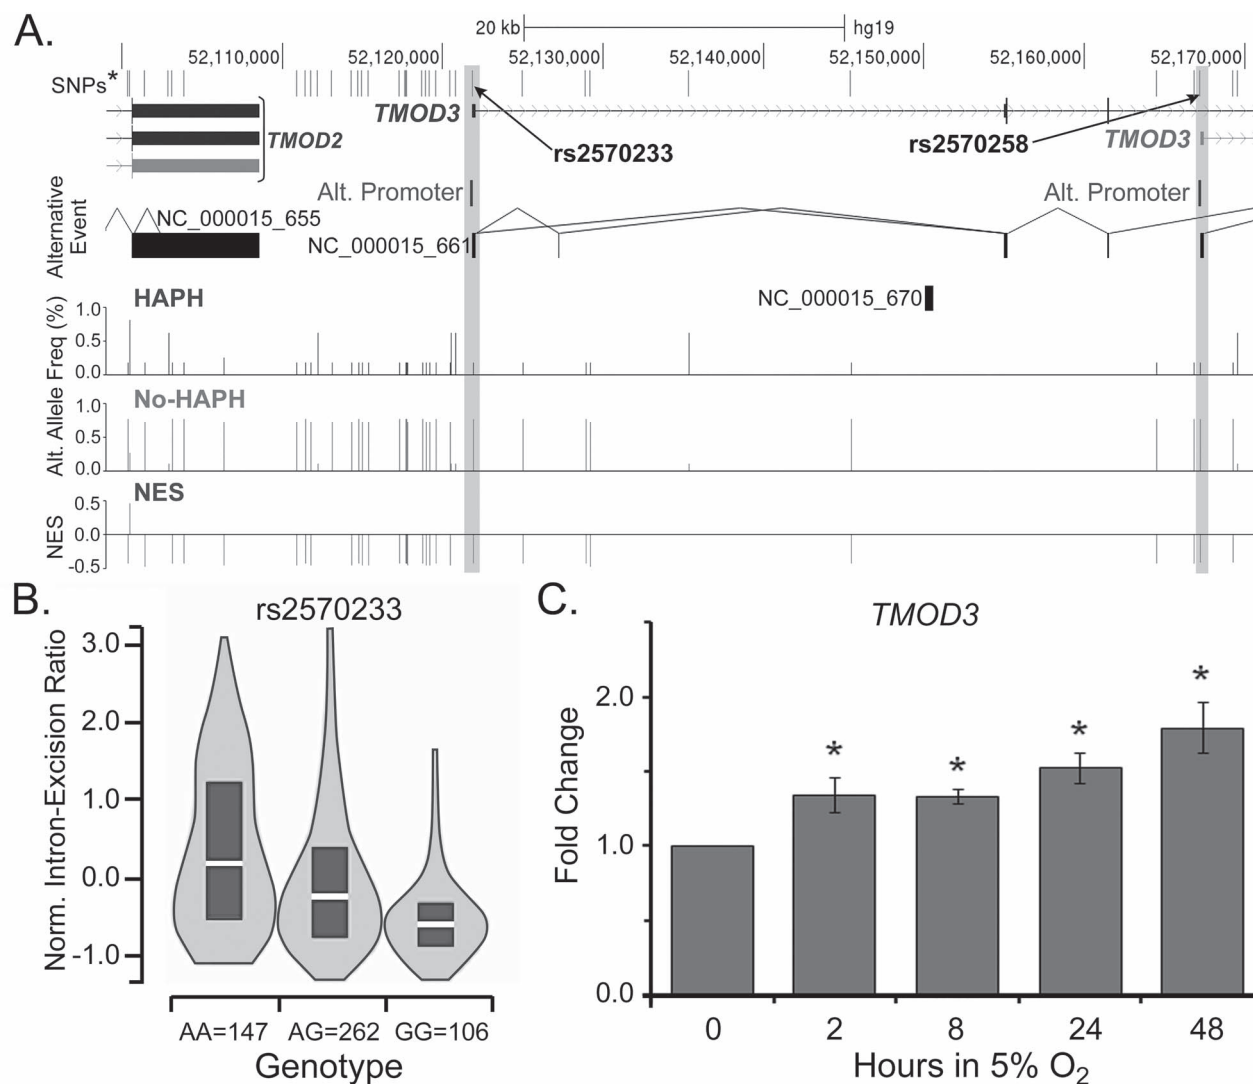 A.
20 kb hg19
52,110,000 52,120,000 52,130,000 52,140,000 52,150,000 52,160,000 52,170,000
SNPs*
TMOD3
TMOD2
rs2570233
rs2570258
TMOD3
Alt. Promoter
Alt. Promoter
Alternative
Event
NC_000015_655
NC_000015_661
NC_000015_670
Alt. Allele Freq (%)
HAPH
1.0
0.5
0.0
No-HAPH
1.0
0.5
0.0
NES
NES
0.5
0.0
-0.5
B.
rs2570233
Norm. Intron-Excision Ratio
3.0
2.0
1.0
0.0
-1.0
AA=147 AG=262 GG=106
Genotype
C.
TMOD3
Fold Change
2.0
1.0
0.0
* * * *
0 2 8 24 48
Hours in 5% O₂